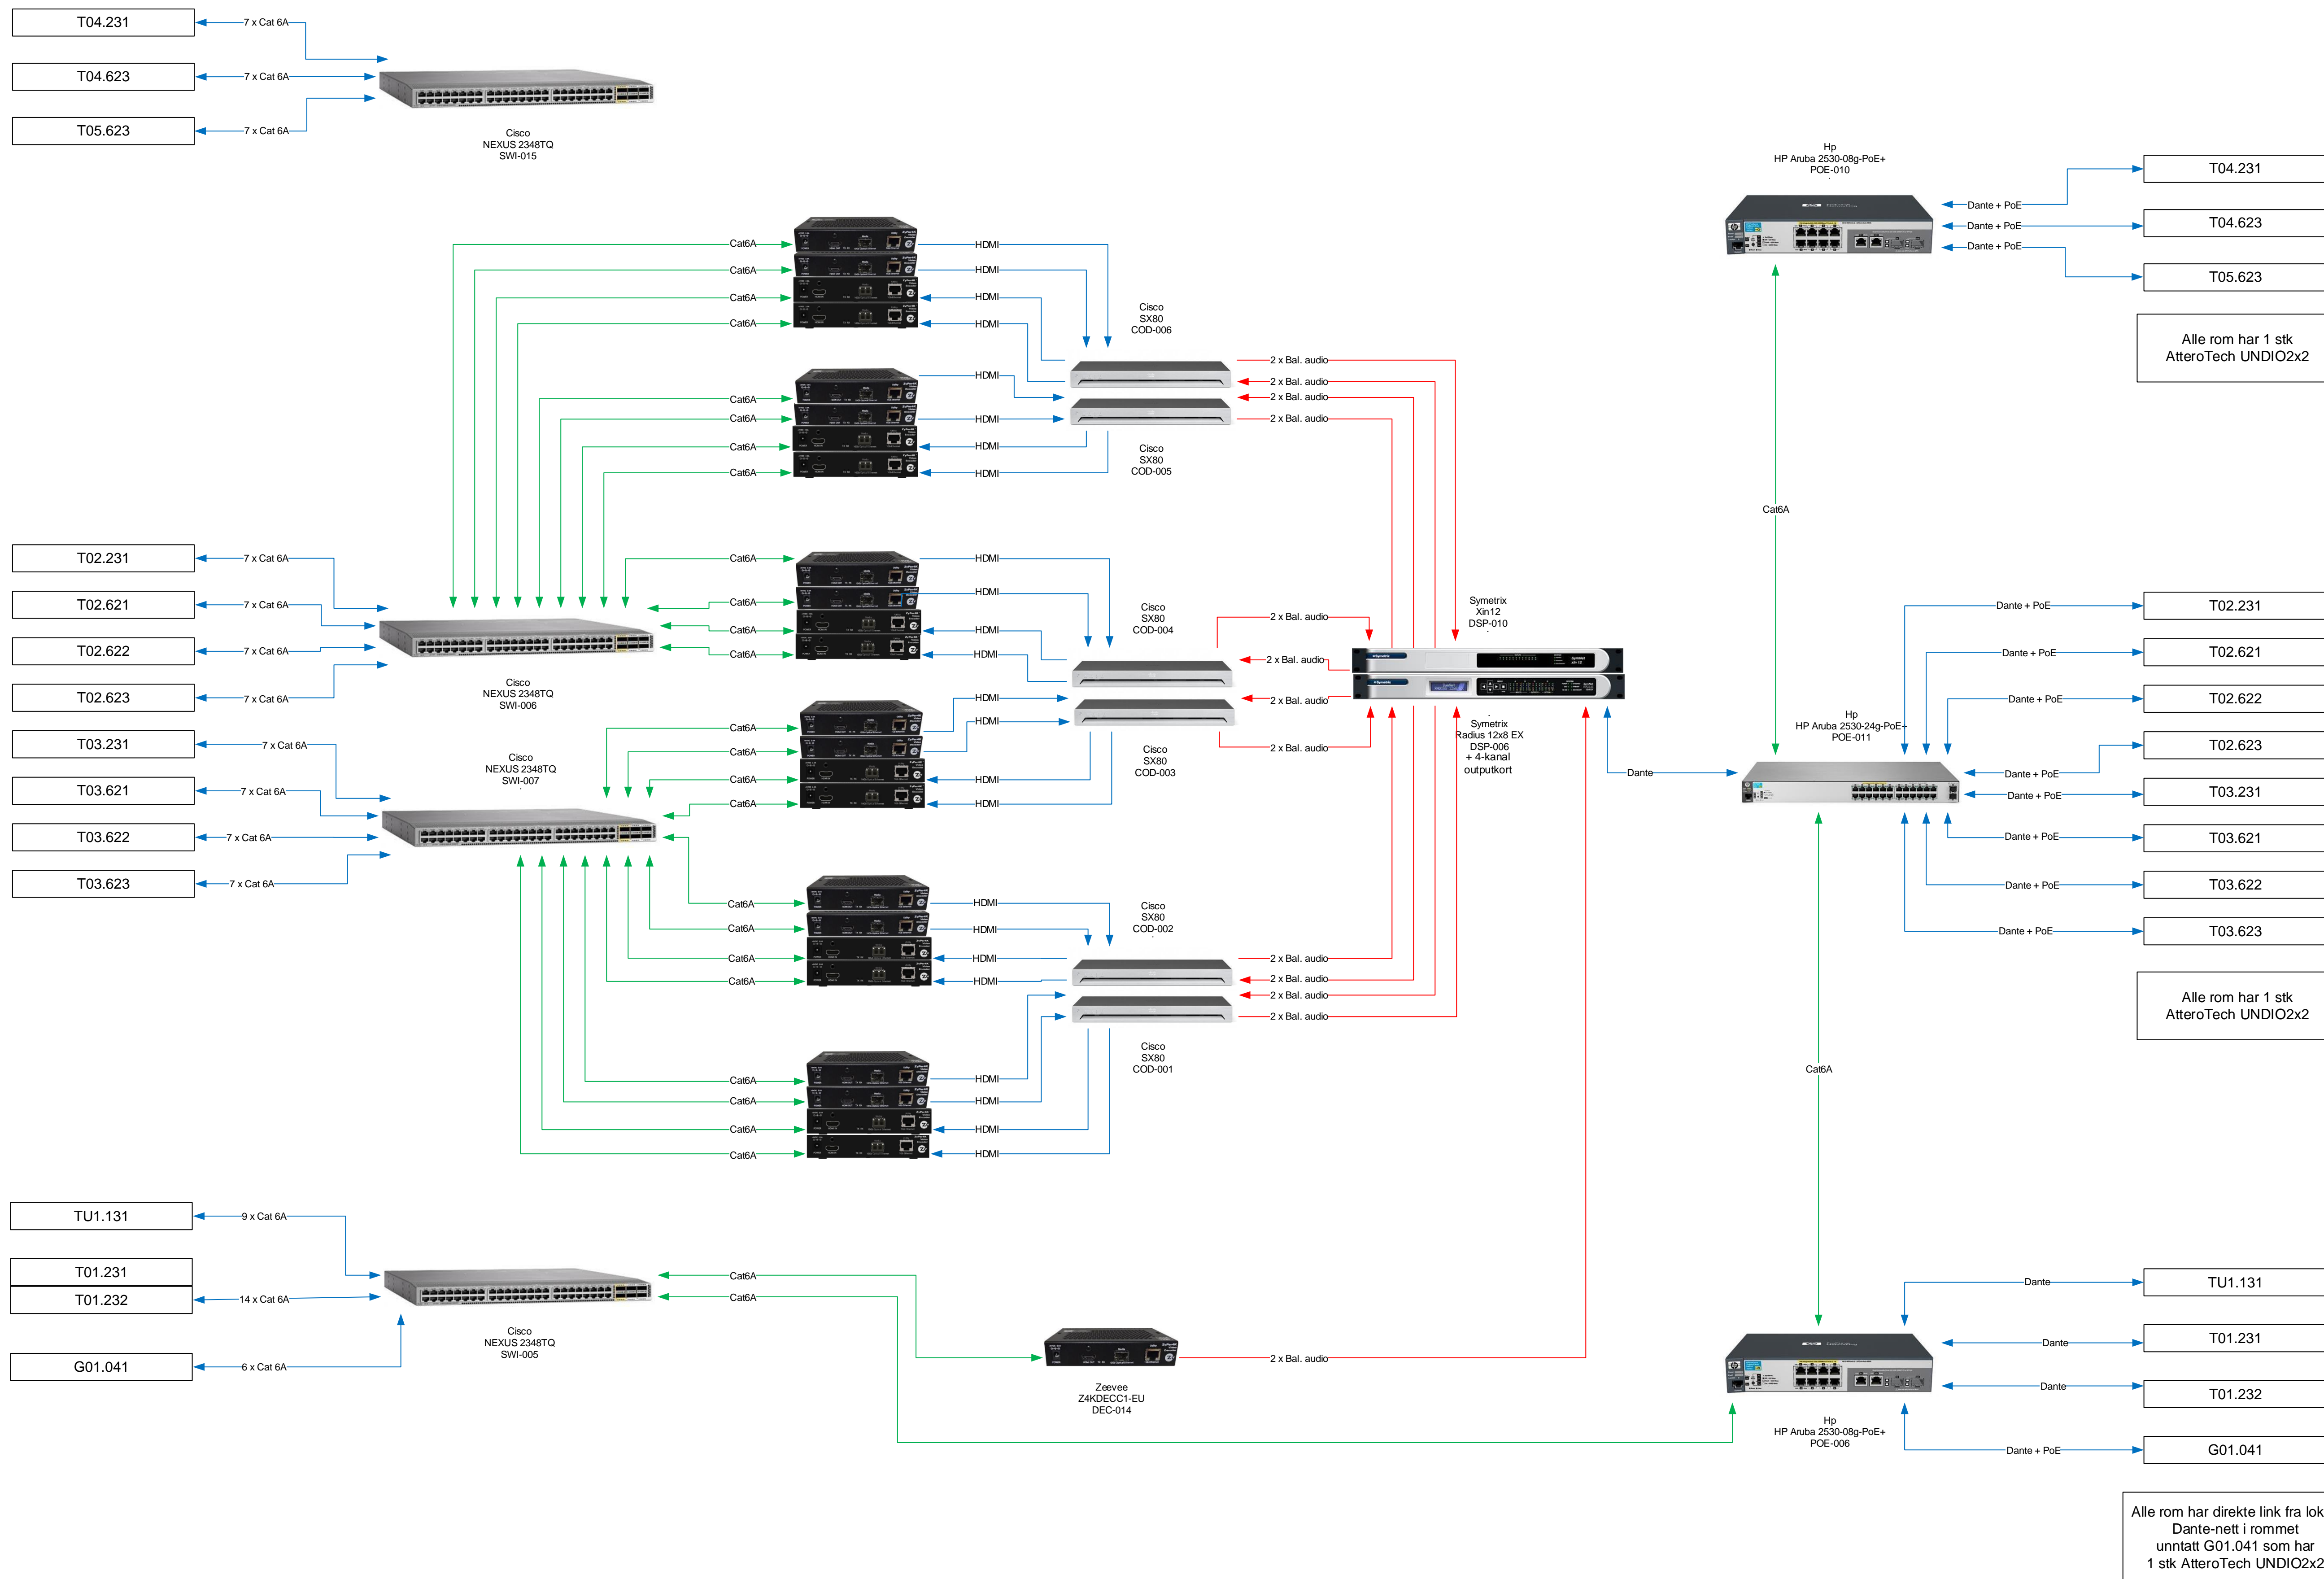 T04.231
7 x Cat 6A
T04.623
7 x Cat 6A
T05.623
7 x Cat 6A
Cisco
NEXUS 2348TQ
SWI-015
Hp
HP Aruba 2530-08g-PoE+
POE-010
Dante + PoE
Dante + PoE
Dante + PoE
T04.231
T04.623
T05.623
Alle rom har 1 stk
AtteroTech UNDIO2x2
Cat6A
Cat6A
Cat6A
Cat6A
HDMI
HDMI
HDMI
HDMI
Cisco
SX80
COD-006
Cat6A
Cat6A
Cat6A
Cat6A
HDMI
HDMI
HDMI
HDMI
Cisco
SX80
COD-005
2 x Bal. audio
2 x Bal. audio
2 x Bal. audio
2 x Bal. audio
Cat6A
T02.231
7 x Cat 6A
T02.621
7 x Cat 6A
T02.622
7 x Cat 6A
T02.623
7 x Cat 6A
Cisco
NEXUS 2348TQ
SWI-006
Cat6A
Cat6A
Cat6A
Cat6A
HDMI
HDMI
HDMI
HDMI
Cisco
SX80
COD-004
2 x Bal. audio
2 x Bal. audio
2 x Bal. audio
2 x Bal. audio
Symetrix
Xin12
DSP-010
Symetrix
Symetrix
Symetrix
Radius 12x8 EX
DSP-006
+ 4-kanal
outputkort
Dante
T03.231
7 x Cat 6A
T03.621
7 x Cat 6A
T03.622
7 x Cat 6A
T03.623
7 x Cat 6A
Cisco
NEXUS 2348TQ
SWI-007
Cat6A
Cat6A
Cat6A
Cat6A
HDMI
HDMI
HDMI
HDMI
Cisco
SX80
COD-003
Hp
HP Aruba 2530-24g-PoE+
POE-011
Dante + PoE
T02.231
Dante + PoE
T02.621
Dante + PoE
T02.622
Dante + PoE
T02.623
Dante + PoE
T03.231
Dante + PoE
T03.621
Dante + PoE
T03.622
Dante + PoE
T03.623
Alle rom har 1 stk
AtteroTech UNDIO2x2
Cat6A
Cat6A
Cat6A
Cat6A
HDMI
HDMI
HDMI
HDMI
Cisco
SX80
COD-002
2 x Bal. audio
2 x Bal. audio
2 x Bal. audio
2 x Bal. audio
Cat6A
Cat6A
Cat6A
Cat6A
HDMI
HDMI
HDMI
HDMI
Cisco
SX80
COD-001
Cat6A
TU1.131
9 x Cat 6A
T01.231
T01.232
14 x Cat 6A
G01.041
6 x Cat 6A
Cisco
NEXUS 2348TQ
SWI-005
Cat6A
Cat6A
Zeevee
Z4KDECC1-EU
DEC-014
2 x Bal. audio
Hp
HP Aruba 2530-08g-PoE+
POE-006
Dante
TU1.131
Dante
T01.231
Dante
T01.232
Dante + PoE
G01.041
Alle rom har direkte link fra lok
Dante-nett i rommet
unntatt G01.041 som har
1 stk AtteroTech UNDIO2x2